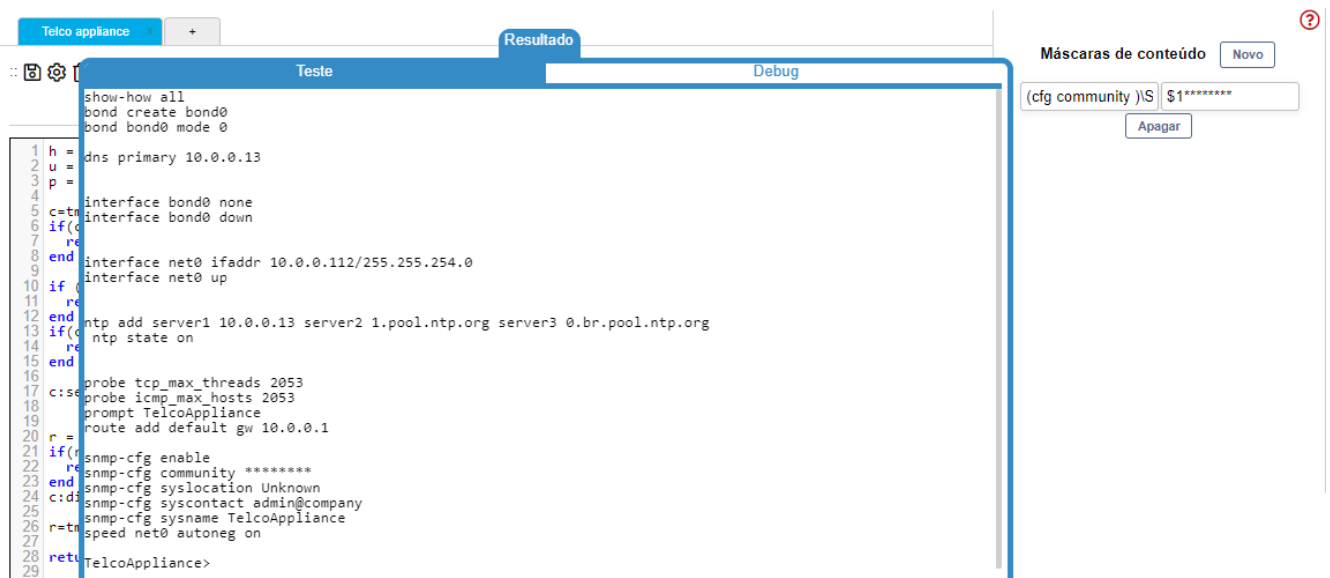 Telco appliance x +
Resultado
Teste Debug
show-how all
bond create bond0
bond bond0 mode 0
dns primary 10.0.0.13
interface bond0 none
interface bond0 down
interface net0 ifaddr 10.0.0.112/255.255.254.0
interface net0 up
ntp add server1 10.0.0.13 server2 1.pool.ntp.org server3 0.br.pool.ntp.org
ntp state on
probe tcp_max_threads 2053
probe icmp_max_hosts 2053
prompt TelcoAppliance
route add default gw 10.0.0.1
snmp-cfg enable
snmp-cfg community ********
snmp-cfg syslocation Unknown
snmp-cfg syscontact admin@company
snmp-cfg sysname TelcoAppliance
speed net0 autoneg on
TelcoAppliance>
1 h =
2 u =
3 p =
4
5 c=tm
6 if(
7 re
8 end
9
10 if (
11 re
12 end
13 if(
14 re
15 end
16
17 c:se
18
19
20 r =
21 if(
22 re
23 end
24 c:di
25
26 r=tm
27
28 retu
29
?
Máscaras de conteúdo Novo
(cfg community )\S $1********
Apagar